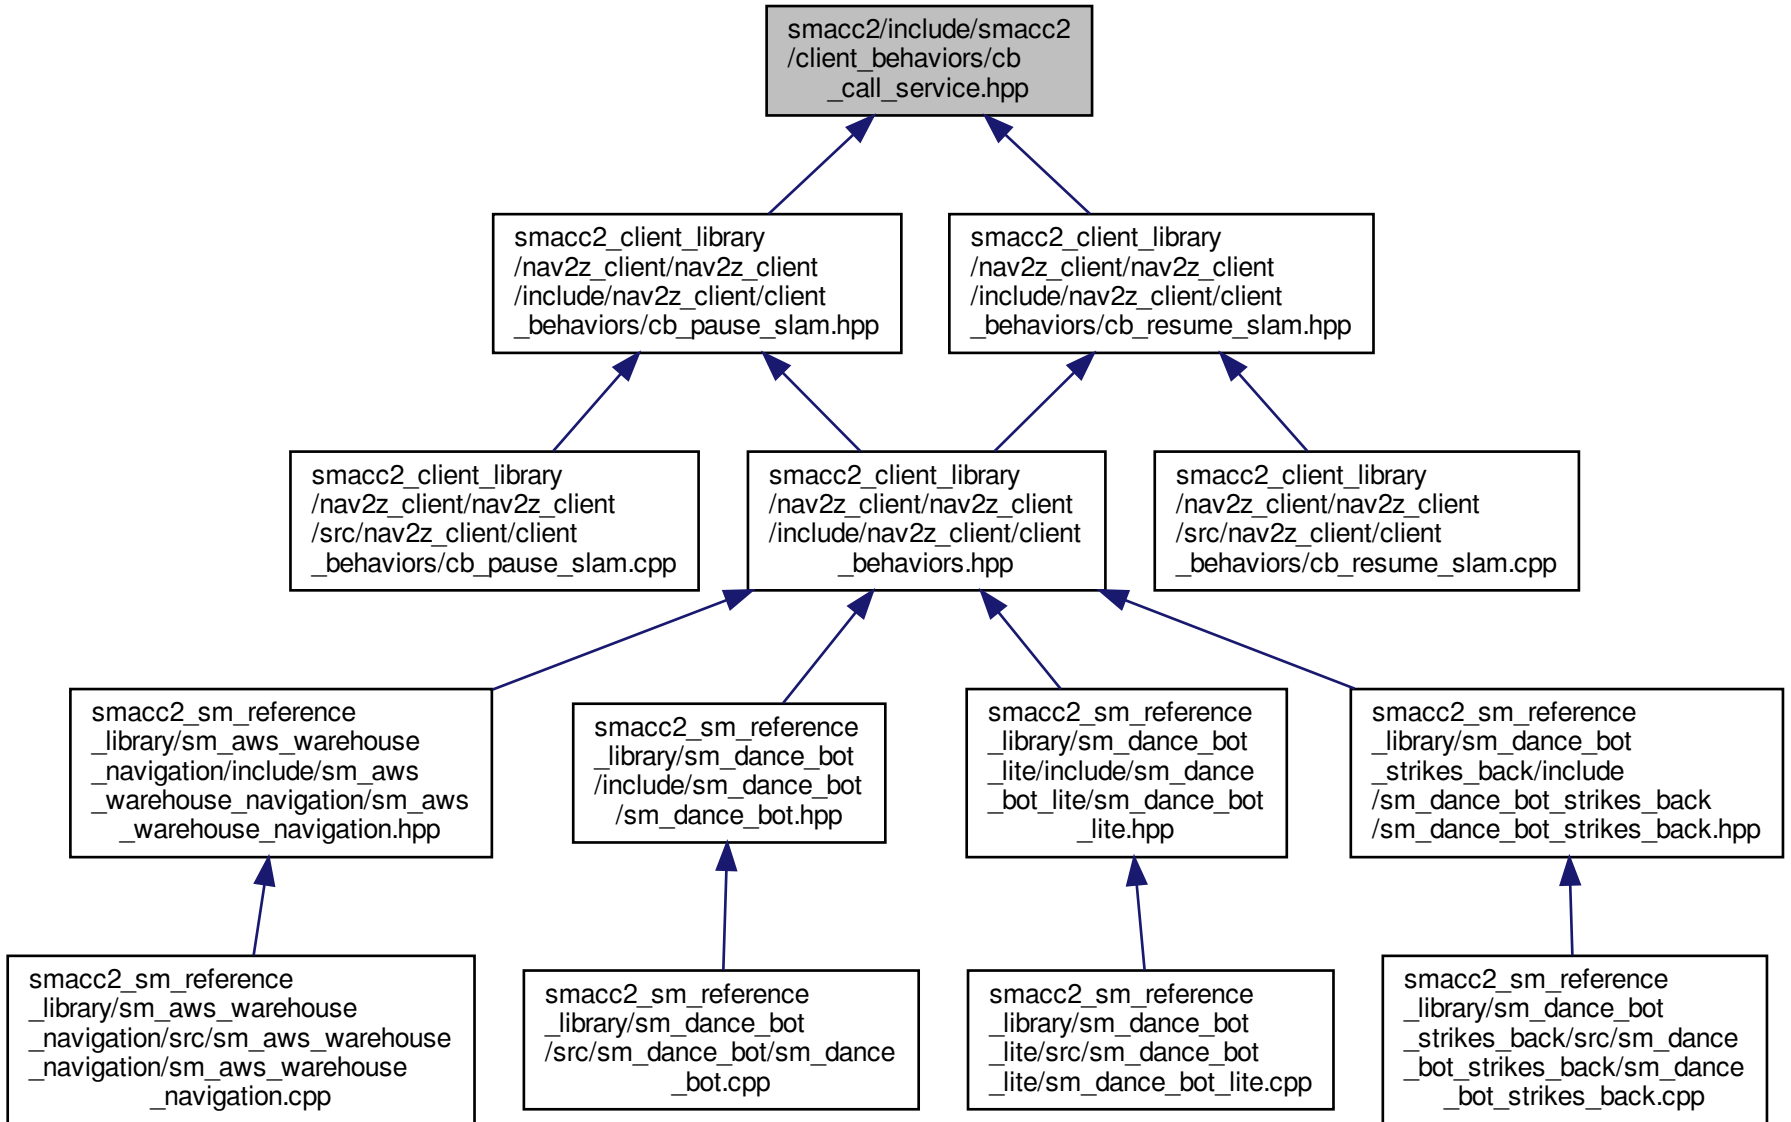 smacc2/include/smacc2
/client_behaviors/cb
_call_service.hpp
smacc2_client_library
/nav2z_client/nav2z_client
/include/nav2z_client/client
_behaviors/cb_pause_slam.hpp
smacc2_client_library
/nav2z_client/nav2z_client
/include/nav2z_client/client
_behaviors/cb_resume_slam.hpp
smacc2_client_library
/nav2z_client/nav2z_client
/src/nav2z_client/client
_behaviors/cb_pause_slam.cpp
smacc2_client_library
/nav2z_client/nav2z_client
/include/nav2z_client/client
_behaviors.hpp
smacc2_client_library
/nav2z_client/nav2z_client
/src/nav2z_client/client
_behaviors/cb_resume_slam.cpp
smacc2_sm_reference
_library/sm_aws_warehouse
_navigation/include/sm_aws
_warehouse_navigation/sm_aws
_warehouse_navigation.hpp
smacc2_sm_reference
_library/sm_dance_bot
/include/sm_dance_bot
/sm_dance_bot.hpp
smacc2_sm_reference
_library/sm_dance_bot
_lite/include/sm_dance
_bot_lite/sm_dance_bot
_lite.hpp
smacc2_sm_reference
_library/sm_dance_bot
_strikes_back/include
/sm_dance_bot_strikes_back
/sm_dance_bot_strikes_back.hpp
smacc2_sm_reference
_library/sm_aws_warehouse
_navigation/src/sm_aws_warehouse
_navigation/sm_aws_warehouse
_navigation.cpp
smacc2_sm_reference
_library/sm_dance_bot
/src/sm_dance_bot/sm_dance
_bot.cpp
smacc2_sm_reference
_library/sm_dance_bot
_lite/src/sm_dance_bot
_lite/sm_dance_bot_lite.cpp
smacc2_sm_reference
_library/sm_dance_bot
_strikes_back/src/sm_dance
_bot_strikes_back/sm_dance
_bot_strikes_back.cpp